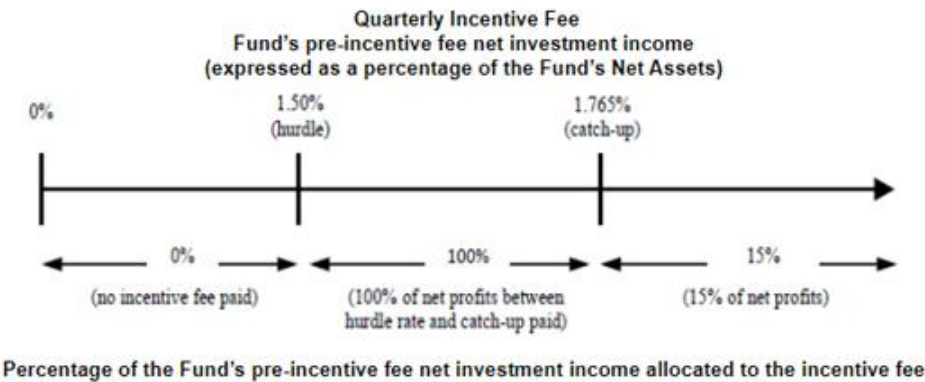 Quarterly Incentive Fee
Fund's pre-incentive fee net investment income
(expressed as a percentage of the Fund's Net Assets)
0%
1.50%
(hurdle)
1.765%
(catch-up)
0%
(no incentive fee paid)
100%
(100% of net profits between
hurdle rate and catch-up paid)
15%
(15% of net profits)
Percentage of the Fund's pre-incentive fee net investment income allocated to the incentive fee